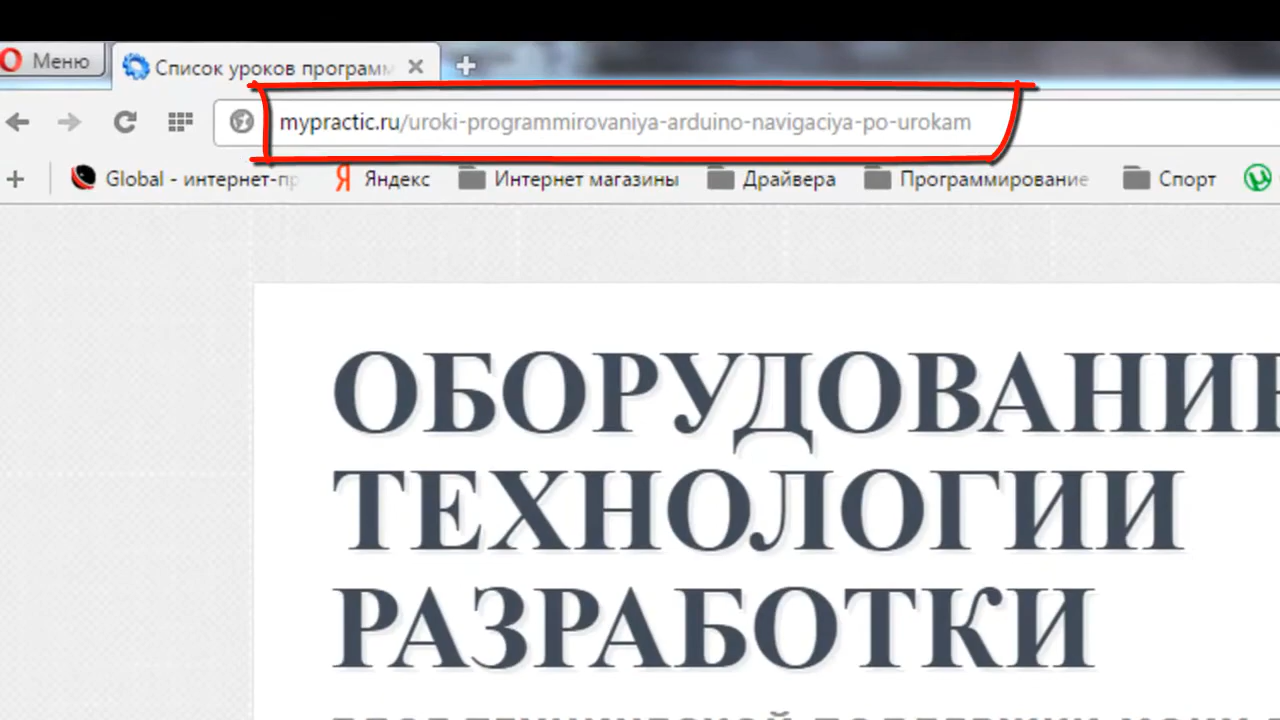 Меню
Список уроков программ
mypractic.ru/uroki-programmirovaniya-arduino-navigaciya-po-urokam
Global - интернет-пр Яндекс Интернет магазины Драйвера Программирование Спорт
ОБОРУДОВАНИЕ
ТЕХНОЛОГИИ
РАЗРАБОТКИ